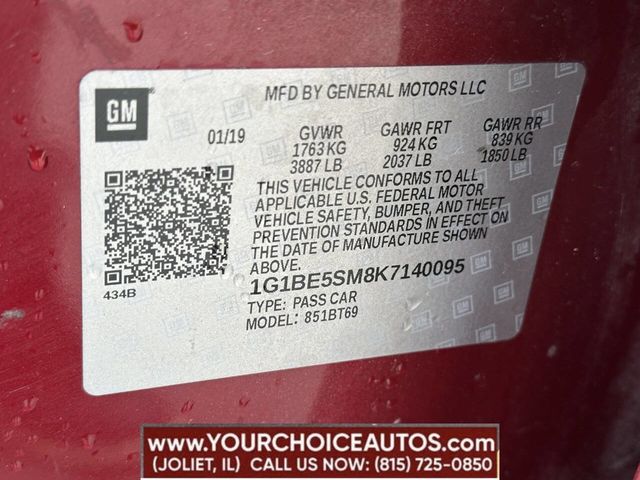 GM
MFD BY GENERAL MOTORS LLC
01/19 GVWR GAWR FRT GAWR RR
1763 KG 924 KG 839 KG
3887 LB 2037 LB 1850 LB
THIS VEHICLE CONFORMS TO ALL
APPLICABLE U.S. FEDERAL MOTOR
VEHICLE SAFETY, BUMPER, AND THEFT
PREVENTION STANDARDS IN EFFECT ON
THE DATE OF MANUFACTURE SHOWN
ABOVE.
434B
1G1BE5SM8K7140095
TYPE: PASS CAR
MODEL: 851BT69
WWW.YOURCHOICEAUTOS.COM
(JOLIET, IL) CALL US NOW: (815) 725-0850